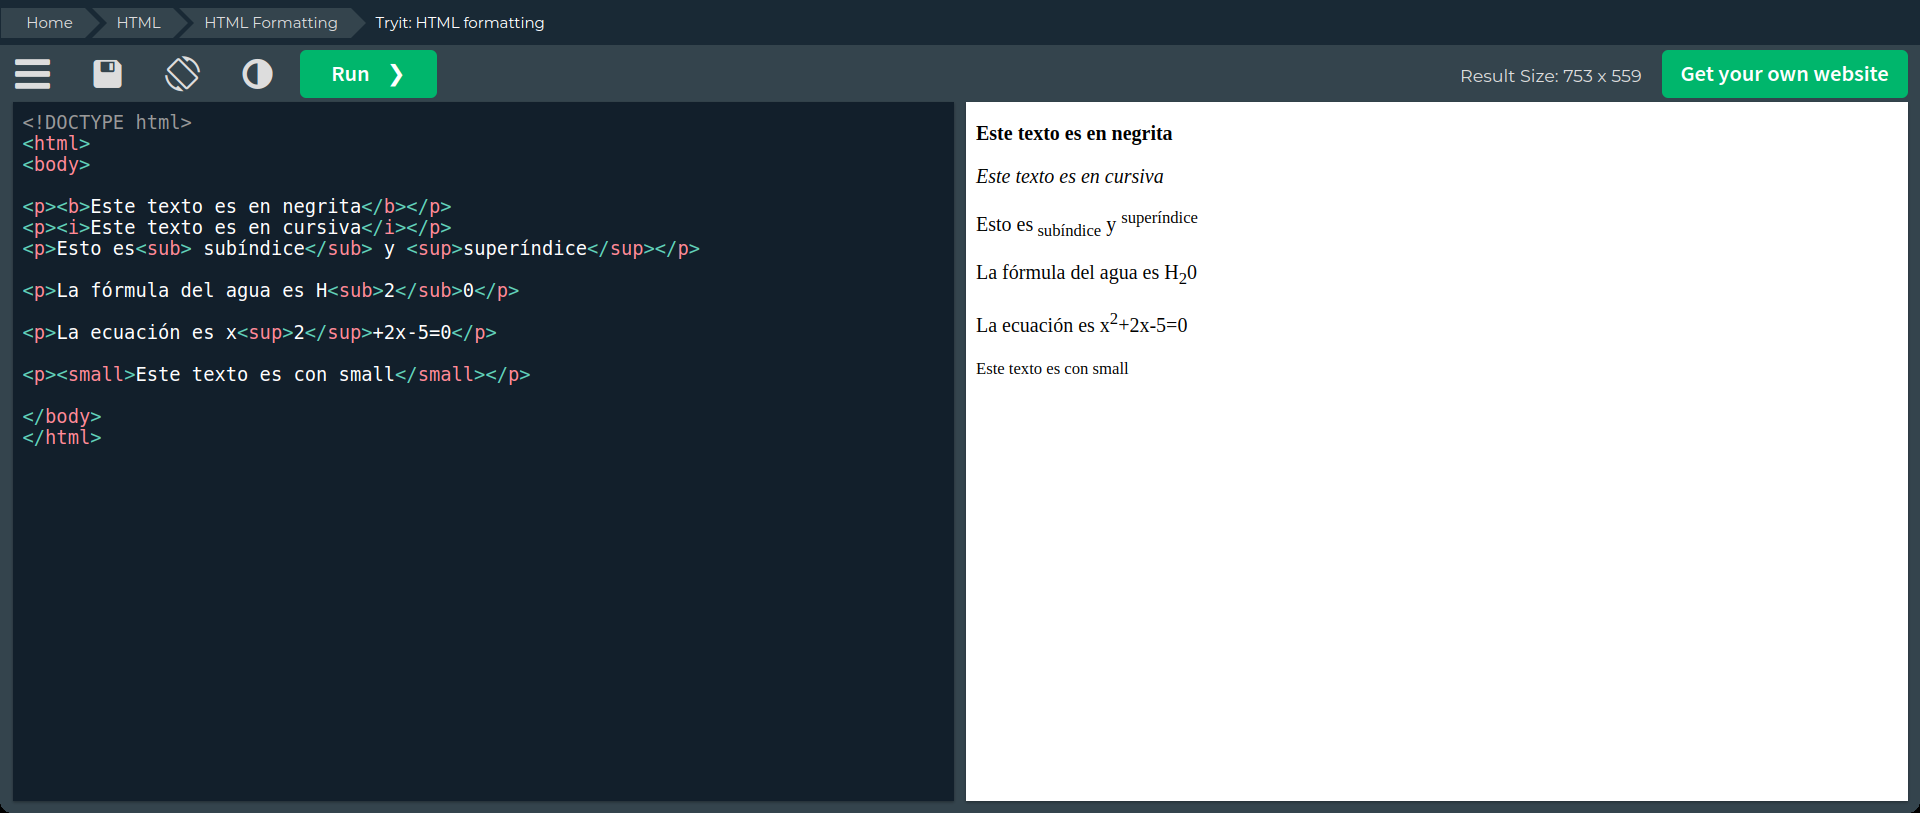 Home HTML HTML Formatting Tryit: HTML formatting
Run ❯ Result Size: 753 x 559 Get your own website
<!DOCTYPE html>
<html>
<body>
<p><b>Este texto es en negrita</b></p>
<p><i>Este texto es en cursiva</i></p>
<p>Esto es<sub> subíndice</sub> y <sup>superíndice</sup></p>
<p>La fórmula del agua es H<sub>2</sub>0</p>
<p>La ecuación es x<sup>2</sup>+2x-5=0</p>
<p><small>Este texto es con small</small></p>
</body>
</html>
Este texto es en negrita
Este texto es en cursiva
Esto es subíndice y superíndice
La fórmula del agua es H₂0
La ecuación es x²+2x-5=0
Este texto es con small